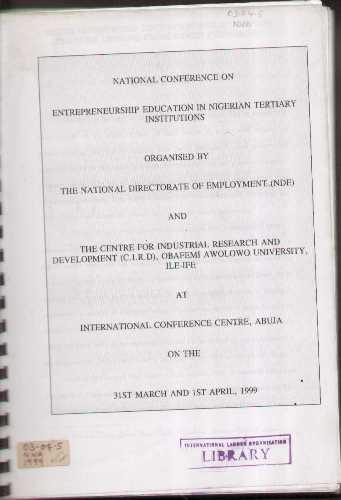 03-04-5
NATIONAL CONFERENCE ON
ENTREPRENEURSHIP EDUCATION IN NIGERIAN TERTIARY
INSTITUTIONS
ORGANISED BY
THE NATIONAL DIRECTORATE OF EMPLOYMENT (NDE)
AND
THE CENTRE FOR INDUSTRIAL RESEARCH AND
DEVELOPMENT (C.I.R.D), OBAFEMI AWOLOWO UNIVERSITY,
ILE-IFE
AT
INTERNATIONAL CONFERENCE CENTRE, ABUJA
ON THE
31ST MARCH AND 1ST APRIL, 1999
03-04-5
1999
INTERNATIONAL LABOUR ORGANISATION
LIBRARY